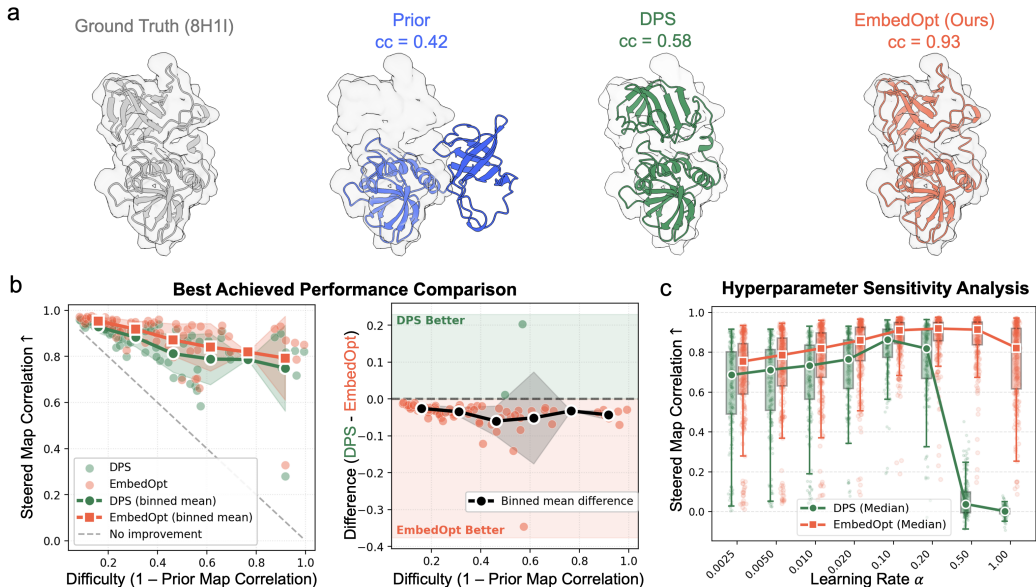 a
Ground Truth (8H1I)
Prior
cc = 0.42
DPS
cc = 0.58
EmbedOpt (Ours)
cc = 0.93
b
Best Achieved Performance Comparison
Steered Map Correlation ↑
1.0
0.8
0.6
0.4
0.2
0.0
DPS
EmbedOpt
DPS (binned mean)
EmbedOpt (binned mean)
No improvement
0.2
0.4
0.6
0.8
1.0
Difficulty (1 − Prior Map Correlation)
Difference (DPS - EmbedOpt)
0.2
0.1
0.0
−0.1
−0.2
−0.3
−0.4
DPS Better
Binned mean difference
EmbedOpt Better
0.2
0.4
0.6
0.8
1.0
Difficulty (1 − Prior Map Correlation)
c
Hyperparameter Sensitivity Analysis
Steered Map Correlation ↑
1.0
0.8
0.6
0.4
0.2
0.0
DPS (Median)
EmbedOpt (Median)
0.0025
0.0050
0.010
0.020
0.10
0.20
0.50
1.00
Learning Rate α